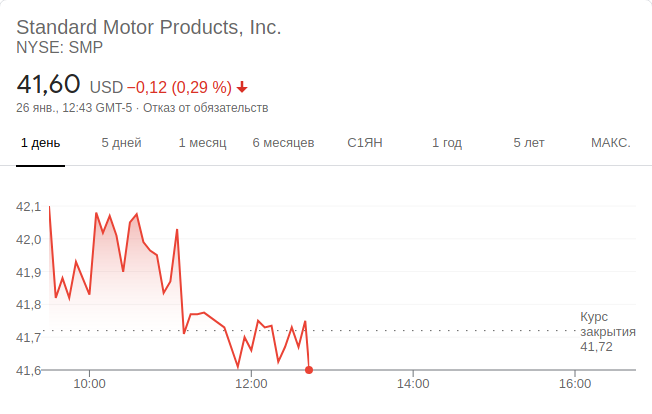 Standard Motor Products, Inc.
NYSE: SMP
41,60 USD −0,12 (0,29 %)
26 янв., 12:43 GMT-5 · Отказ от обязательств
1 день 5 дней 1 месяц 6 месяцев С1ЯН 1 год 5 лет МАКС.
42,1
42,0
41,9
41,8
41,7
41,6
Курс
закрытия
41,72
10:00 12:00 14:00 16:00